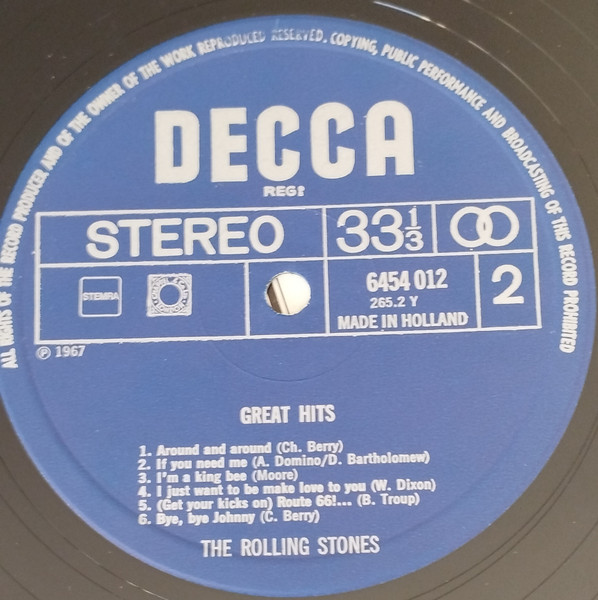 ALL RIGHTS OF THE RECORD PRODUCER AND OF THE OWNER OF THE WORK REPRODUCED RESERVED. COPYING, PUBLIC PERFORMANCE AND BROADCASTING OF THIS RECORD PROHIBITED
DECCA
REGD
STEREO 33⅓
STEMRA 6454 012 2
265.2 Y
MADE IN HOLLAND
Ⓟ 1967
GREAT HITS
1. Around and around (Ch. Berry)
2. If you need me (A. Domino/D. Bartholomew)
3. I'm a king bee (Moore)
4. I just want to be make love to you (W. Dixon)
5. (Get your kicks on) Route 66!... (B. Troup)
6. Bye, bye Johnny (C. Berry)
THE ROLLING STONES